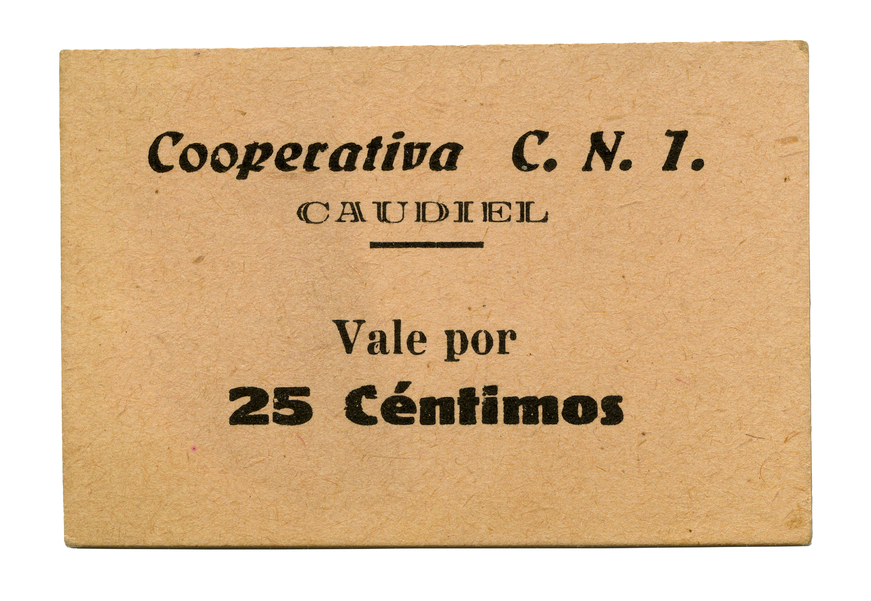 Cooperativa C. N. T.
CAUDIEL
Vale por
25 Céntimos